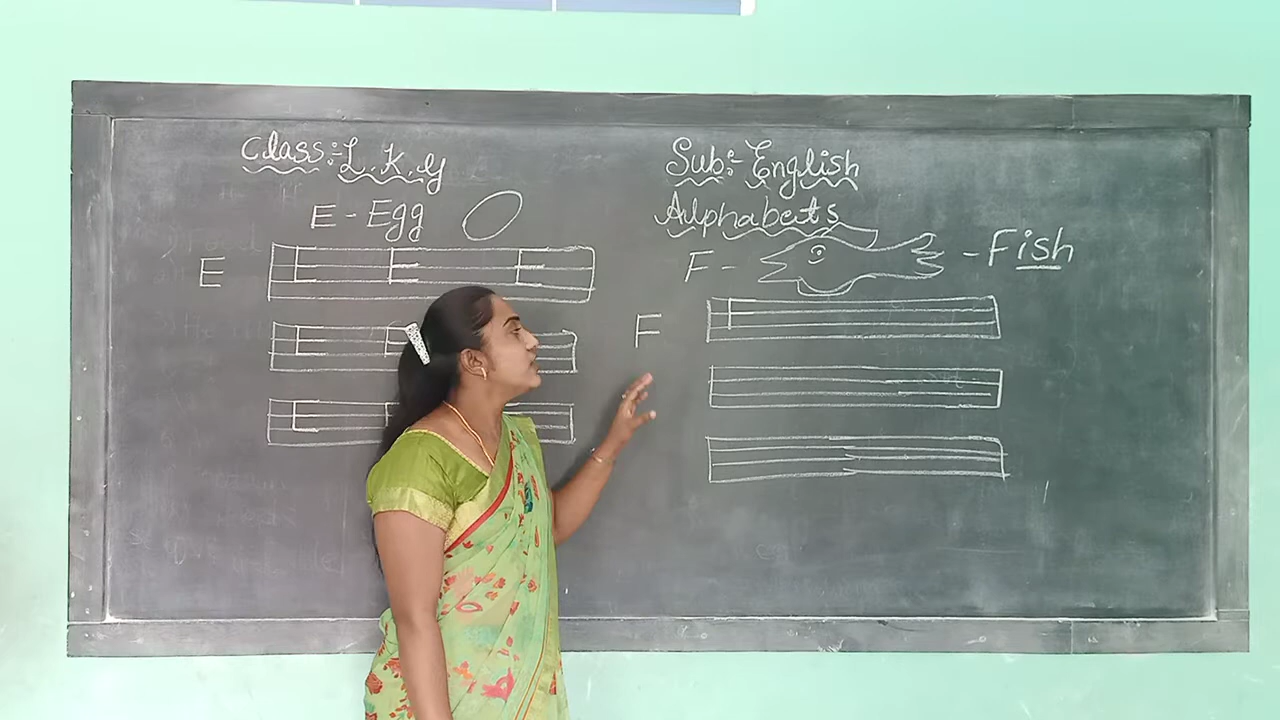 Class:- L.K.G
Sub:- English
Alphabets
E - Egg
F - - Fish
E
E E E
E E
E
F